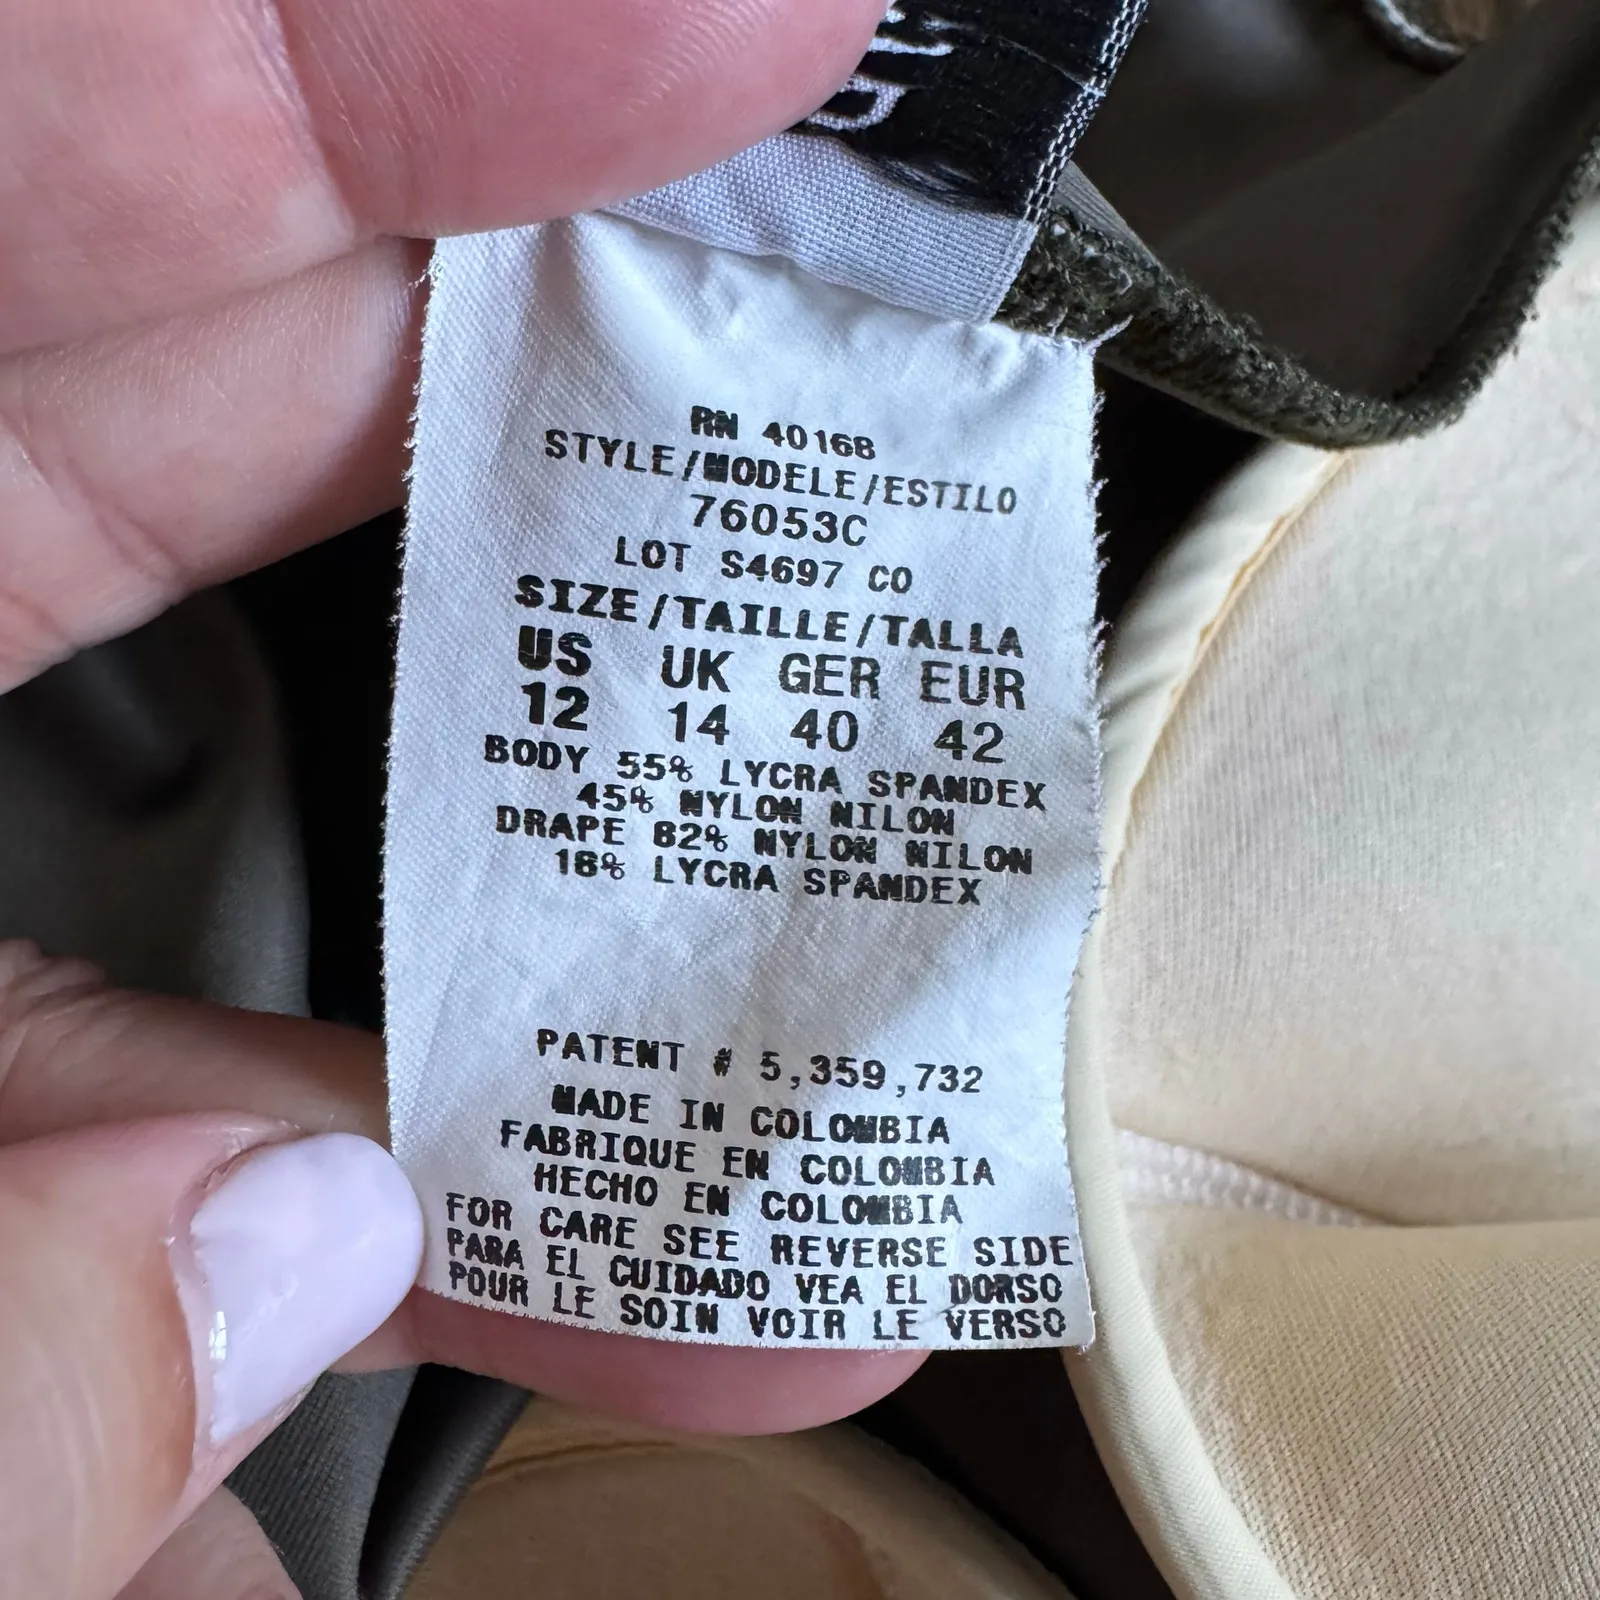 RN 40168
STYLE/MODELE/ESTILO
76053C
LOT S4697 CO
SIZE/TAILLE/TALLA
US UK GER EUR
12 14 40 42
BODY 55% LYCRA SPANDEX
45% NYLON NILON
DRAPE 82% NYLON NILON
18% LYCRA SPANDEX
PATENT # 5,359,732
MADE IN COLOMBIA
FABRIQUE EN COLOMBIA
HECHO EN COLOMBIA
FOR CARE SEE REVERSE SIDE
PARA EL CUIDADO VEA EL DORSO
POUR LE SOIN VOIR LE VERSO